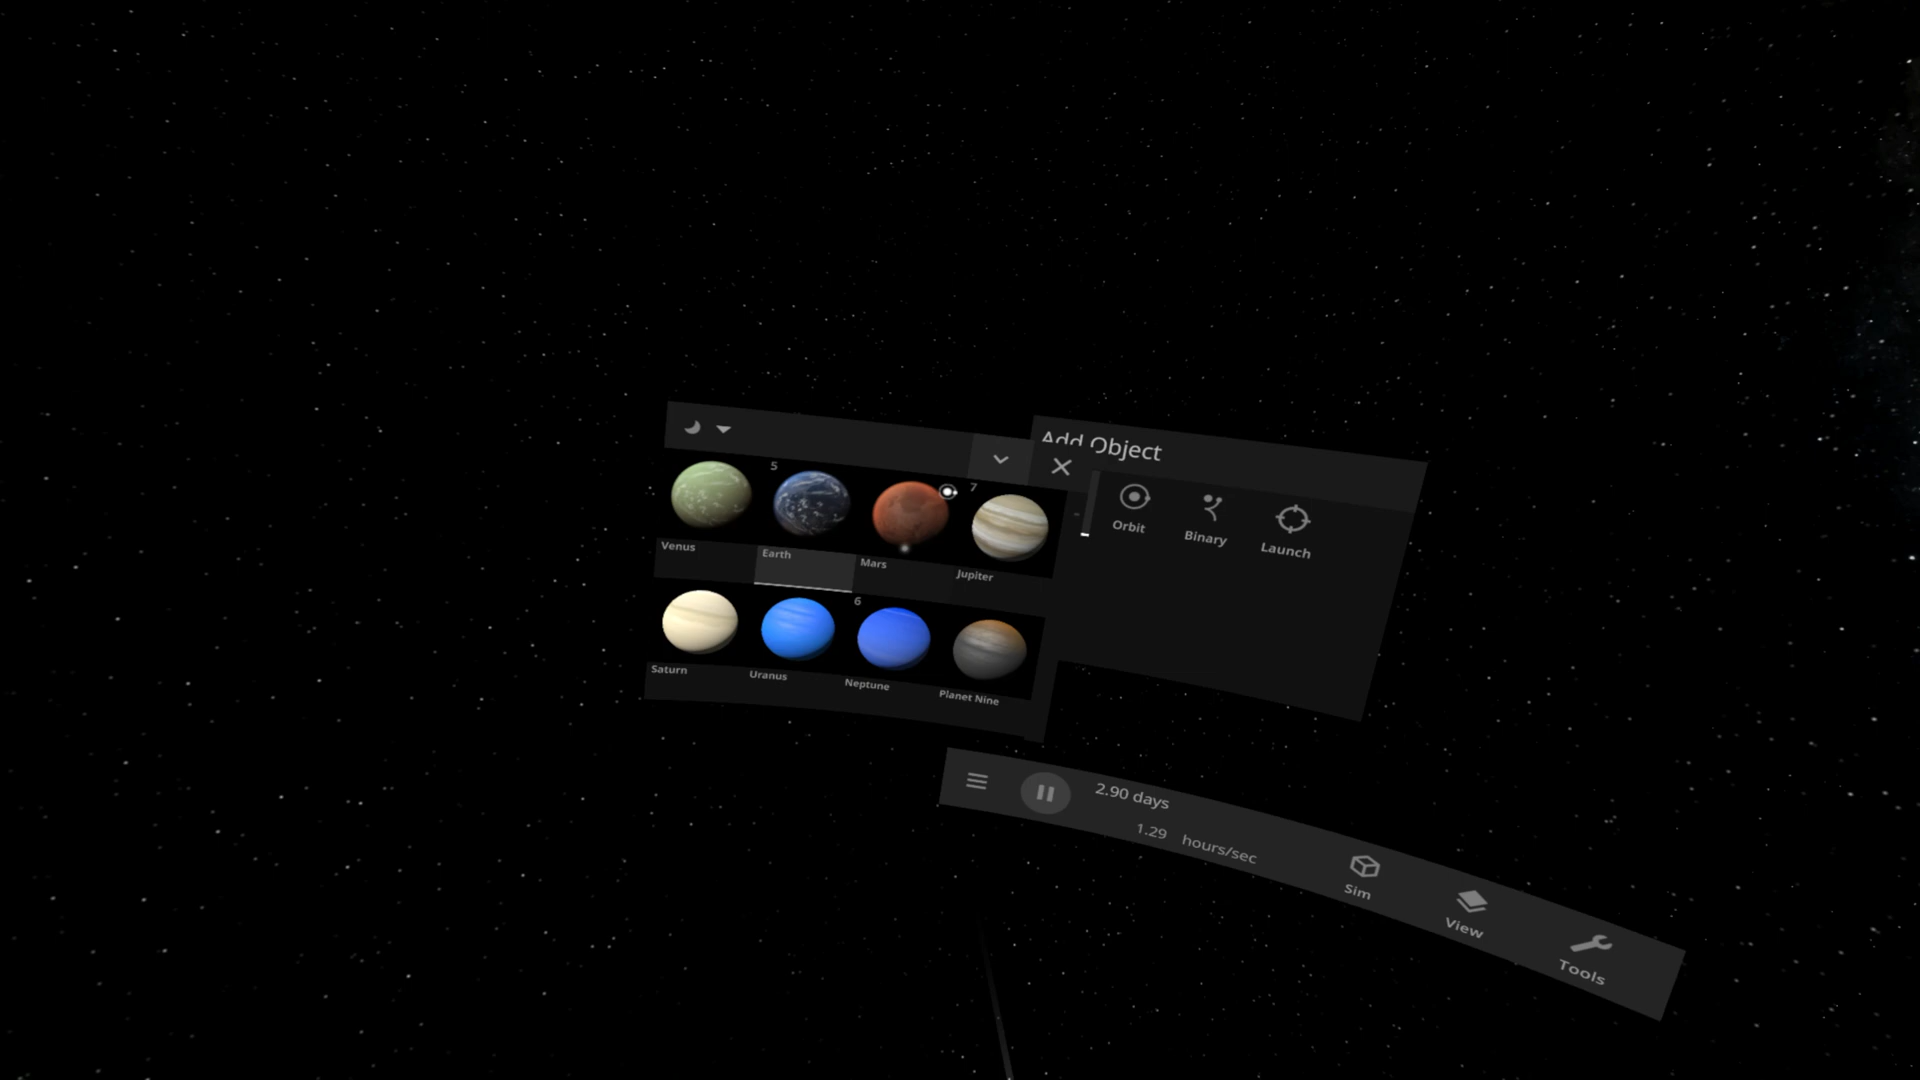 Add Object
5
7
Venus
Earth
Mars
Jupiter
Orbit
Binary
Launch
6
Saturn
Uranus
Neptune
Planet Nine
2.90 days
1.29 hours/sec
Sim
View
Tools